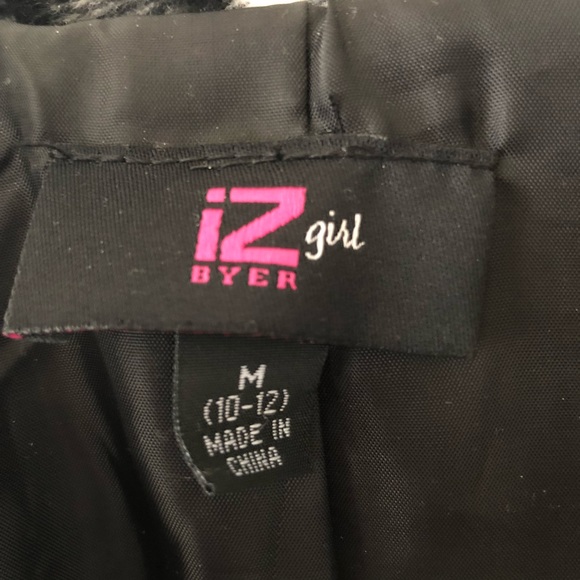 iZ girl
BYER
M
(10-12)
MADE IN
CHINA